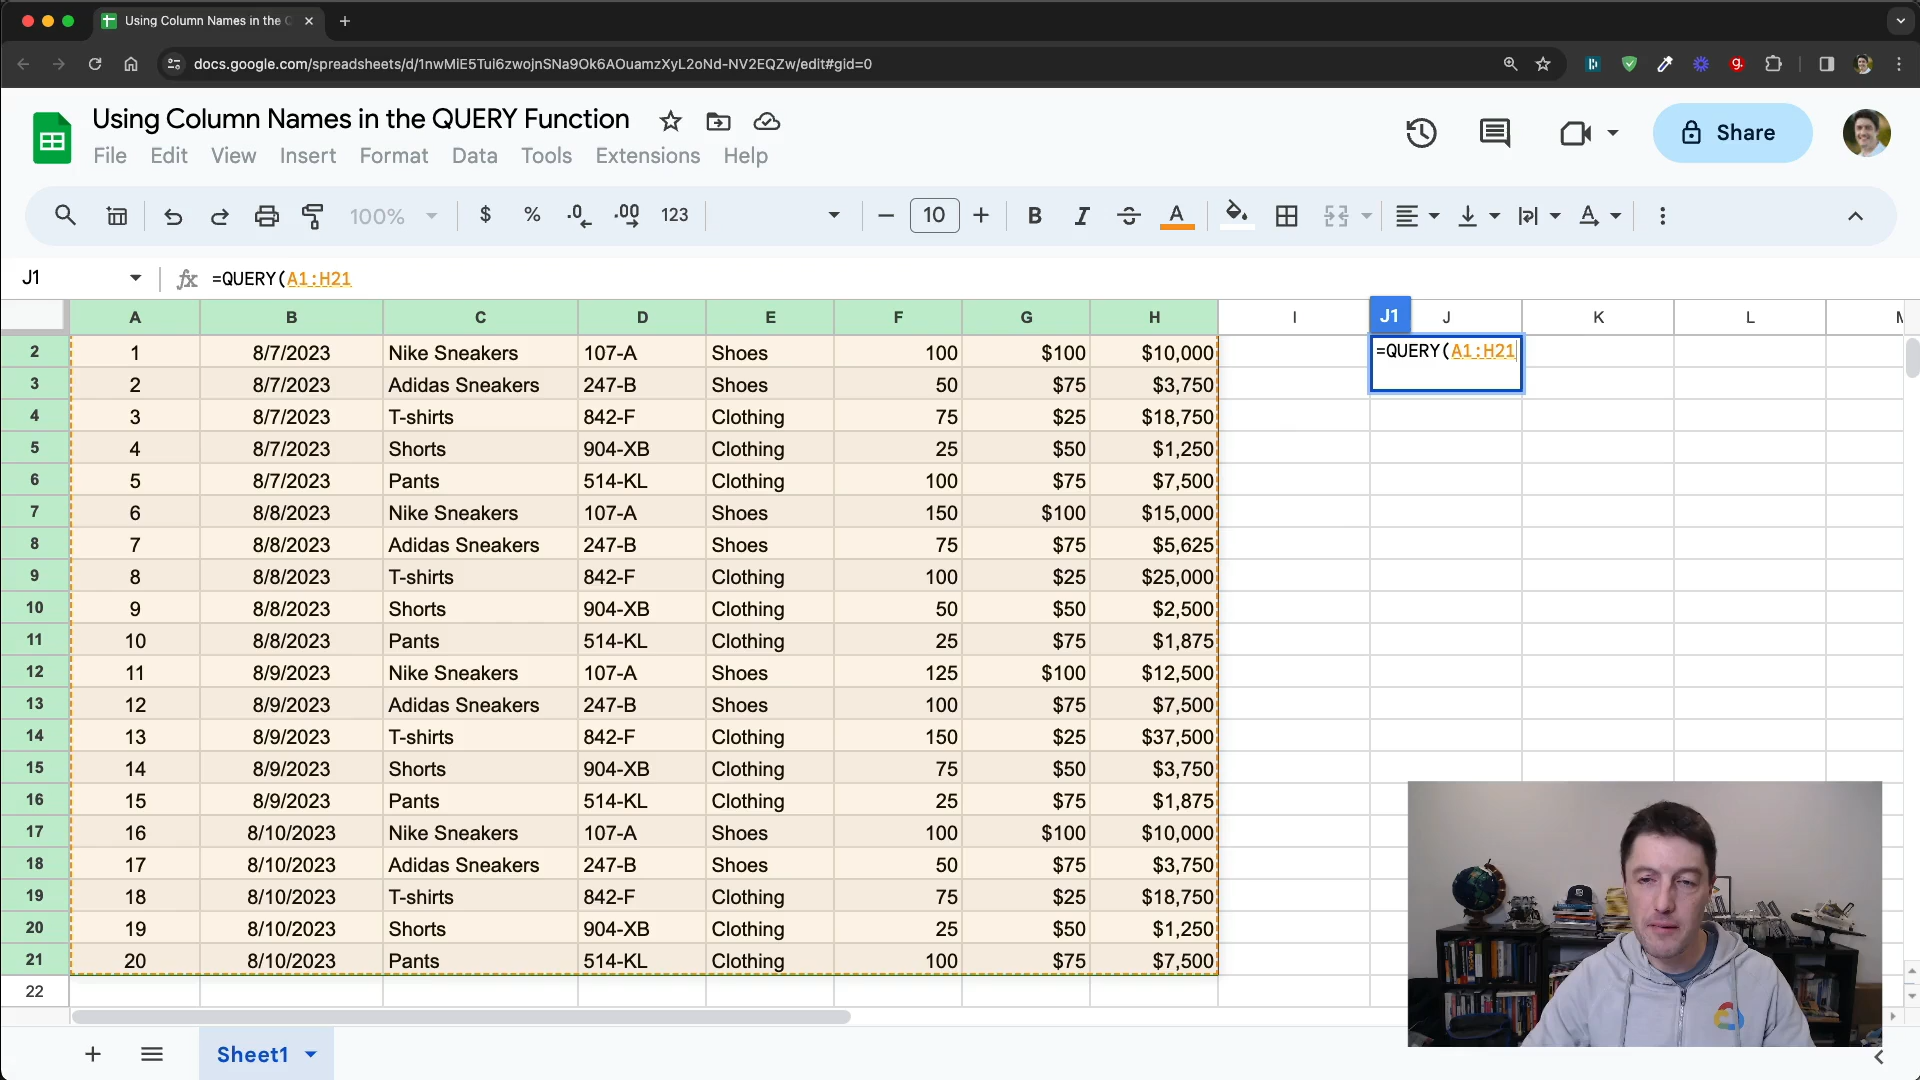 Using Column Names in the C
docs.google.com/spreadsheets/d/1nwMiE5Tui6zwojnSNa9Ok6AOuamzXyL2oNd-NV2EQZw/edit#gid=0
Using Column Names in the QUERY Function
Share
File Edit View Insert Format Data Tools Extensions Help
100% $ % .0 .00 123 10 B I A
J1 fx =QUERY(A1:H21
A B C D E F G H I J1 J K L
2 1 8/7/2023 Nike Sneakers 107-A Shoes 100 $100 $10,000 =QUERY(A1:H21
3 2 8/7/2023 Adidas Sneakers 247-B Shoes 50 $75 $3,750
4 3 8/7/2023 T-shirts 842-F Clothing 75 $25 $18,750
5 4 8/7/2023 Shorts 904-XB Clothing 25 $50 $1,250
6 5 8/7/2023 Pants 514-KL Clothing 100 $75 $7,500
7 6 8/8/2023 Nike Sneakers 107-A Shoes 150 $100 $15,000
8 7 8/8/2023 Adidas Sneakers 247-B Shoes 75 $75 $5,625
9 8 8/8/2023 T-shirts 842-F Clothing 100 $25 $25,000
10 9 8/8/2023 Shorts 904-XB Clothing 50 $50 $2,500
11 10 8/8/2023 Pants 514-KL Clothing 25 $75 $1,875
12 11 8/9/2023 Nike Sneakers 107-A Shoes 125 $100 $12,500
13 12 8/9/2023 Adidas Sneakers 247-B Shoes 100 $75 $7,500
14 13 8/9/2023 T-shirts 842-F Clothing 150 $25 $37,500
15 14 8/9/2023 Shorts 904-XB Clothing 75 $50 $3,750
16 15 8/9/2023 Pants 514-KL Clothing 25 $75 $1,875
17 16 8/10/2023 Nike Sneakers 107-A Shoes 100 $100 $10,000
18 17 8/10/2023 Adidas Sneakers 247-B Shoes 50 $75 $3,750
19 18 8/10/2023 T-shirts 842-F Clothing 75 $25 $18,750
20 19 8/10/2023 Shorts 904-XB Clothing 25 $50 $1,250
21 20 8/10/2023 Pants 514-KL Clothing 100 $75 $7,500
22
Sheet1